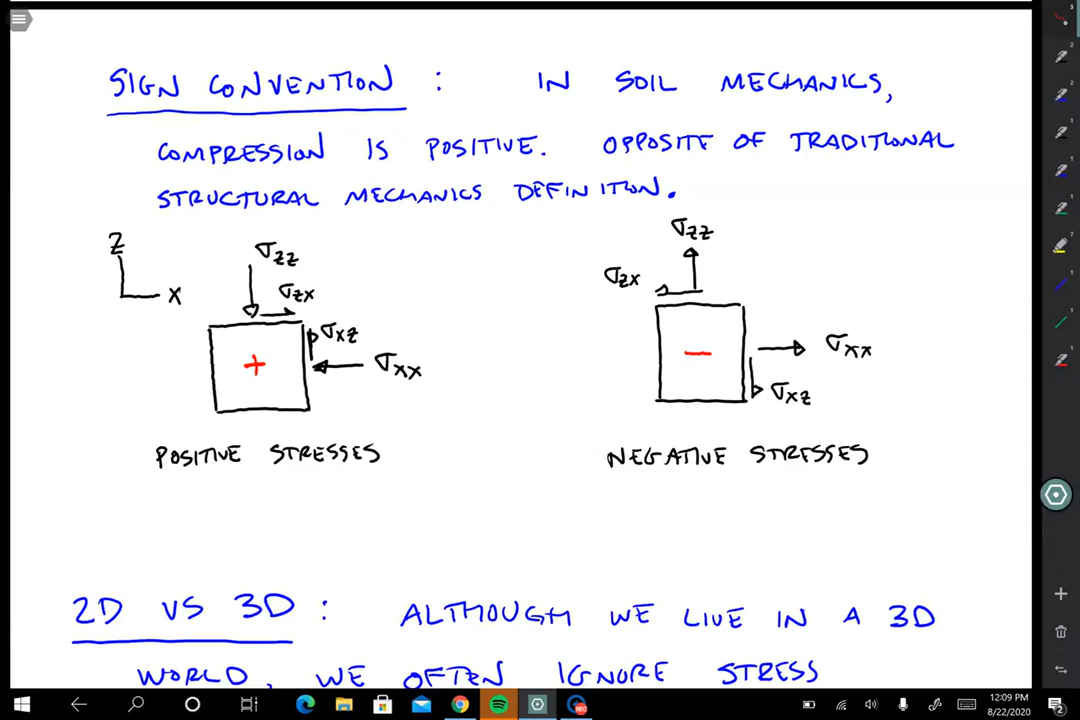 SIGN CONVENTION : IN SOIL MECHANICS,
COMPRESSION IS POSITIVE. OPPOSITE OF TRADITIONAL
STRUCTURAL MECHANICS DEFINITION.
Z
X
σzz
σzx
σxz
σxx
+
POSITIVE STRESSES
σzz
σzx
σxx
σxz
−
NEGATIVE STRESSES
2D VS 3D : ALTHOUGH WE LIVE IN A 3D
WORLD, WE OFTEN IGNORE STRESS
12:09 PM
8/22/2020